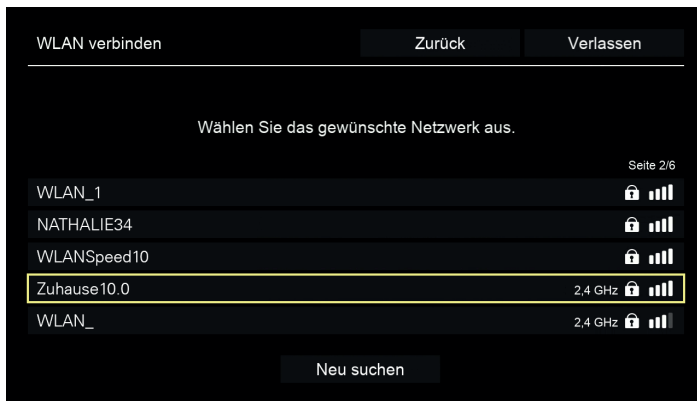 WLAN verbinden Zurück Verlassen
Wählen Sie das gewünschte Netzwerk aus.
Seite 2/6
WLAN_1
NATHALIE34
WLANSpeed10
Zuhause10.0 2,4 GHz
WLAN_ 2,4 GHz
Neu suchen